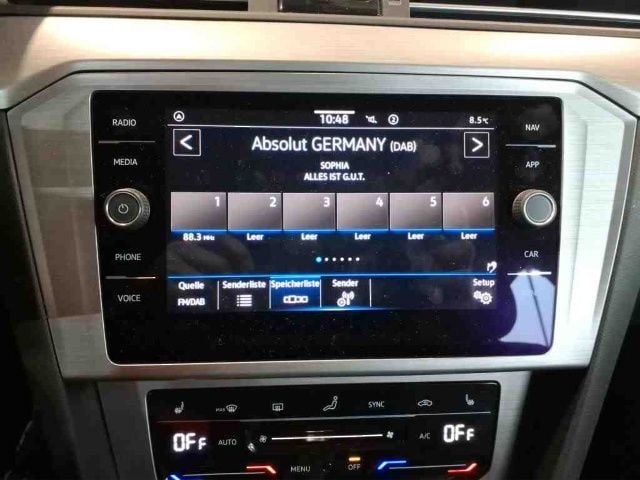 RADIO
MEDIA
PHONE
VOICE
NAV
APP
CAR
10:48 2 8.5°C
< Absolut GERMANY (DAB) >
SOPHIA
ALLES IST G.U.T.
1 2 3 4 5 6
88.3 MHz Leer Leer Leer Leer Leer
Quelle Senderliste Speicherliste Sender Setup
FM/DAB
MAX SYNC
OFF AUTO A/C OFF
MENU OFF